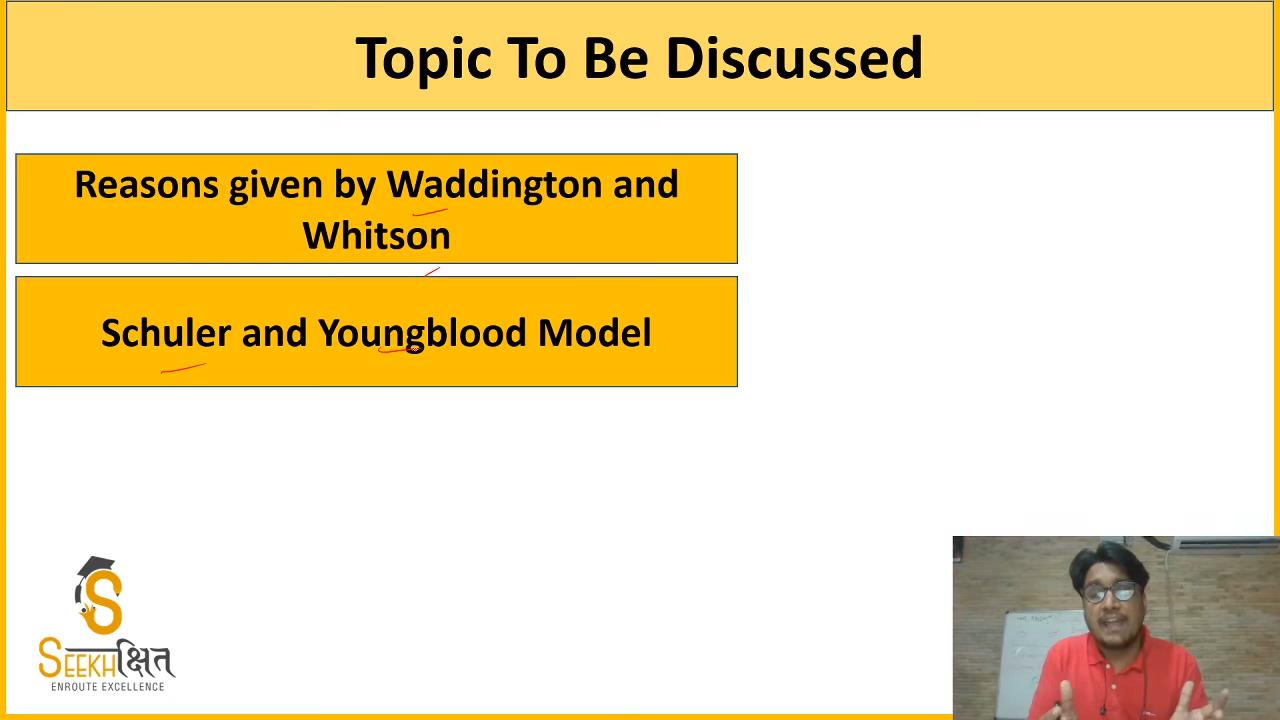 Topic To Be Discussed
Reasons given by Waddington and
Whitson
Schuler and Youngblood Model
SEEKHक्षित
ENROUTE EXCELLENCE